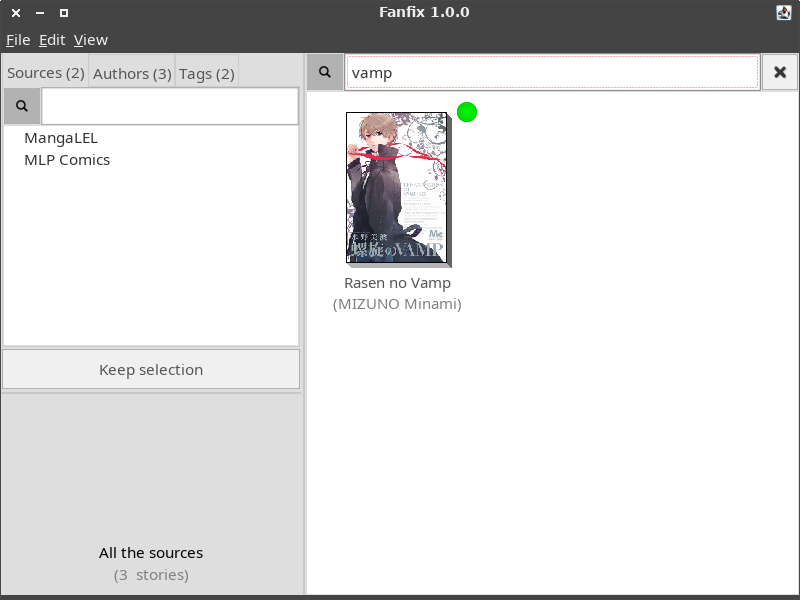 Fanfix 1.0.0
File Edit View
Sources (2) Authors (3) Tags (2)
vamp
MangaLEL
MLP Comics
水野美波
螺旋のVAMP
Rasen no Vamp
(MIZUNO Minami)
Keep selection
All the sources
(3 stories)